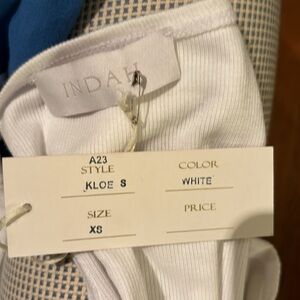 INDAH
A23
STYLE COLOR
KLOE S WHITE
SIZE PRICE
XS